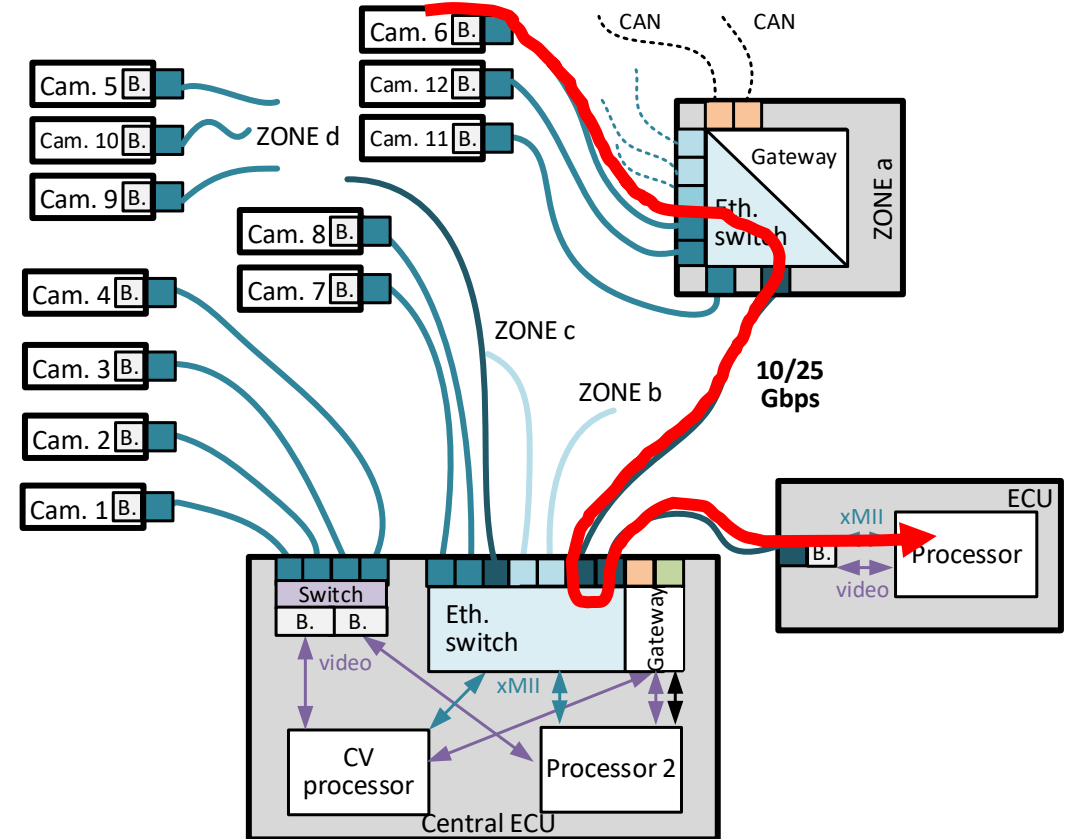 CAN
CAN
Cam. 6 B.
Cam. 12 B.
Cam. 11 B.
Cam. 5 B.
Cam. 10 B.
Cam. 9 B.
ZONE d
Gateway
Eth.
switch
ZONE a
Cam. 8 B.
Cam. 7 B.
Cam. 4 B.
Cam. 3 B.
Cam. 2 B.
Cam. 1 B.
ZONE c
ZONE b
10/25
Gbps
ECU
xMII
B.
Processor
video
Switch
B.
B.
Eth.
switch
Gateway
video
xMII
CV
processor
Processor 2
Central ECU